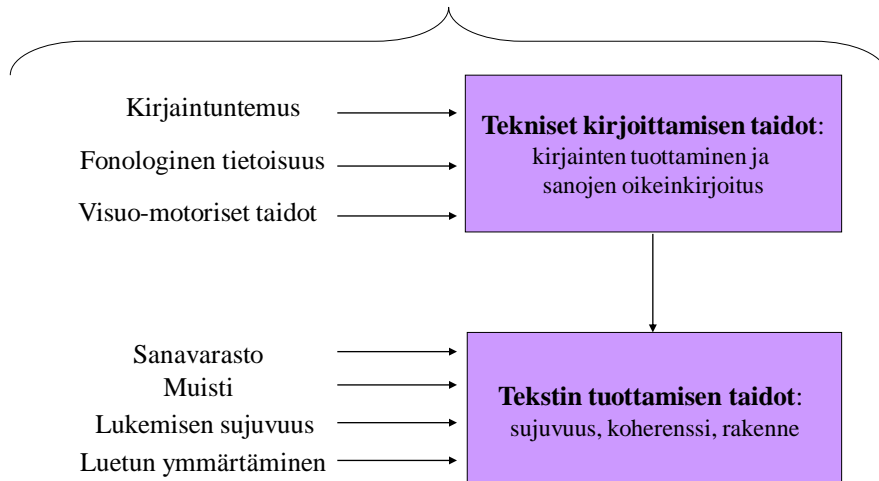 Kirjaintuntemus
Fonologinen tietoisuus
Visuo-motoriset taidot
Tekniset kirjoittamisen taidot:
kirjainten tuottaminen ja
sanojen oikeinkirjoitus
Sanavarasto
Muisti
Lukemisen sujuvuus
Luetun ymmärtäminen
Tekstin tuottamisen taidot:
sujuvuus, koherenssi, rakenne